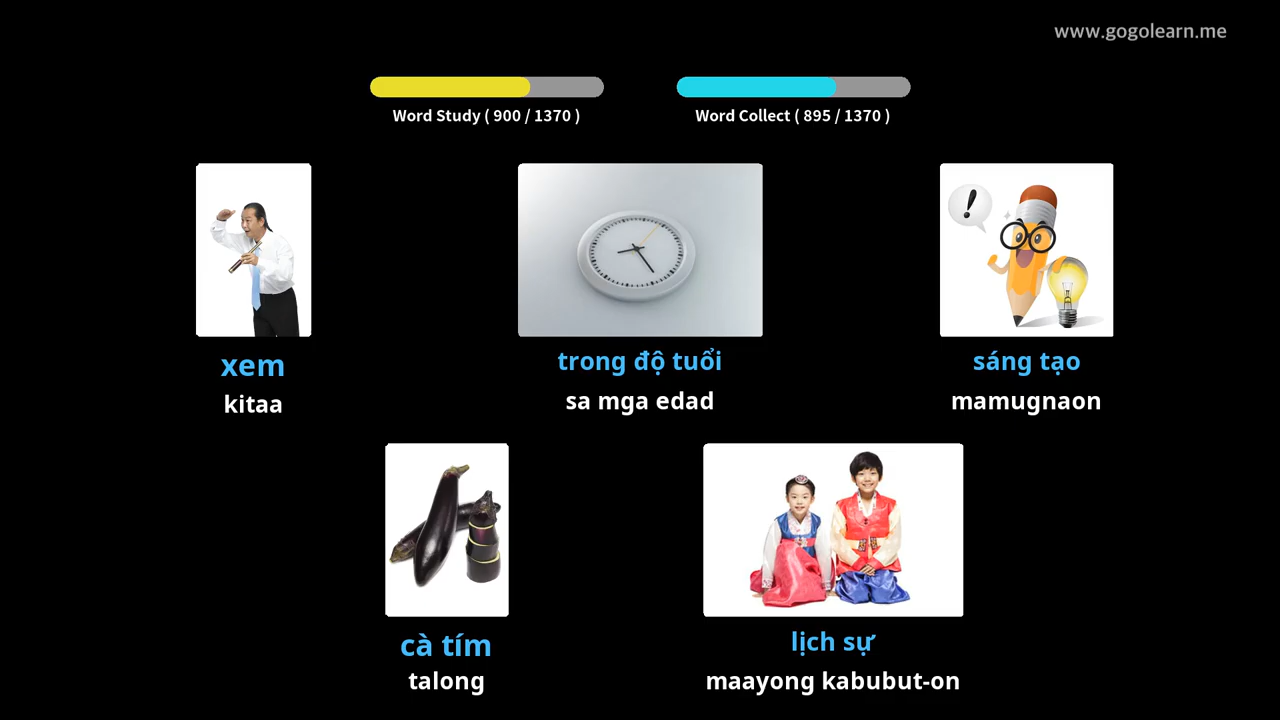 www.gogolearn.me
Word Study ( 900 / 1370 )
Word Collect ( 895 / 1370 )
!
xem
kitaa
trong độ tuổi
sa mga edad
sáng tạo
mamugnaon
cà tím
talong
lịch sự
maayong kabubut-on